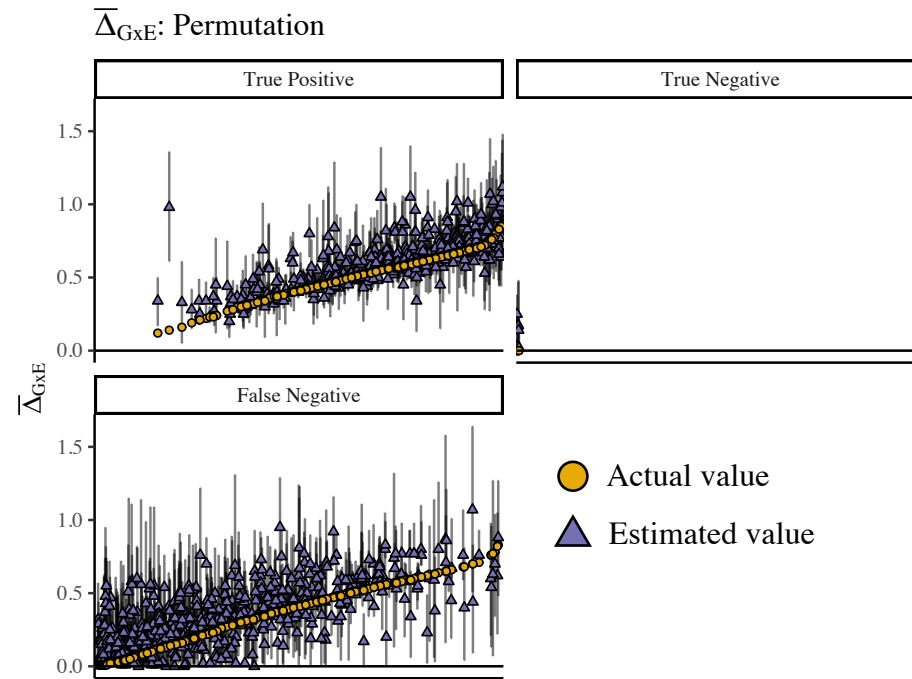 Δ̅GxE: Permutation
True Positive
True Negative
1.5
1.0
0.5
0.0
Δ̅GxE
False Negative
1.5
1.0
0.5
0.0
Actual value
Estimated value